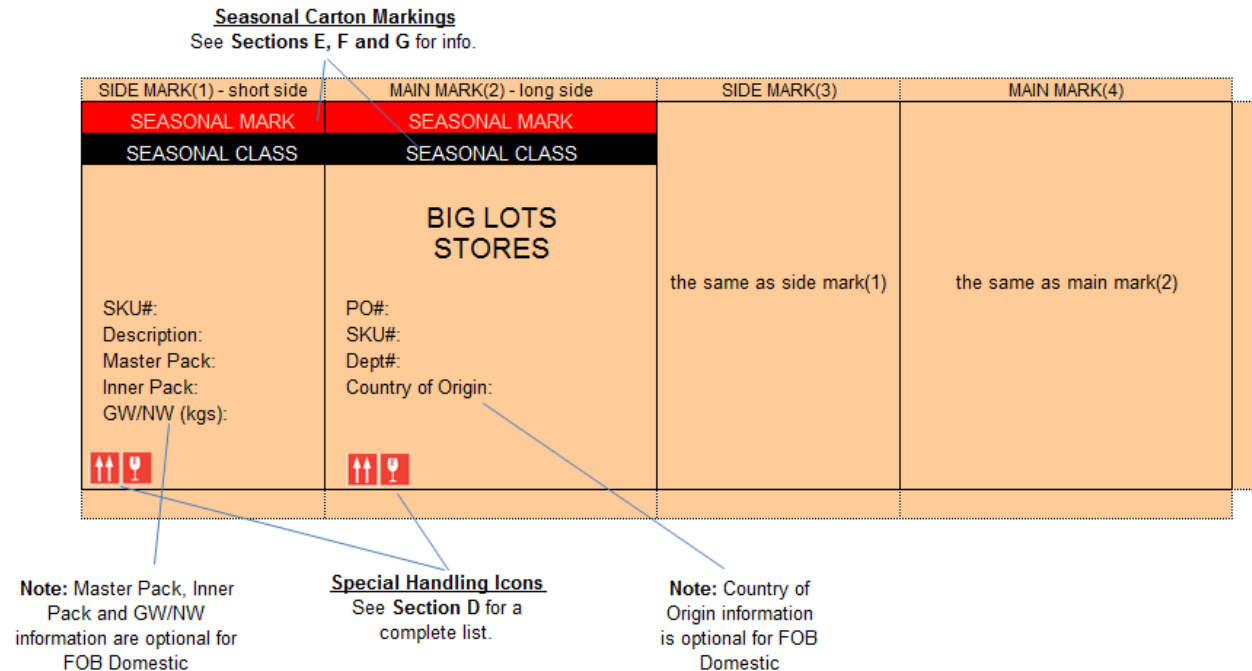 Seasonal Carton Markings
See Sections E, F and G for info.
SIDE MARK(1) - short side
MAIN MARK(2) - long side
SIDE MARK(3)
MAIN MARK(4)
SEASONAL MARK
SEASONAL MARK
SEASONAL CLASS
SEASONAL CLASS
BIG LOTS
STORES
SKU#:
Description:
Master Pack:
Inner Pack:
GW/NW (kgs):
PO#:
SKU#:
Dept#:
Country of Origin:
the same as side mark(1)
the same as main mark(2)
Note: Master Pack, Inner
Pack and GW/NW
information are optional for
FOB Domestic
Special Handling Icons
See Section D for a
complete list.
Note: Country of
Origin information
is optional for FOB
Domestic